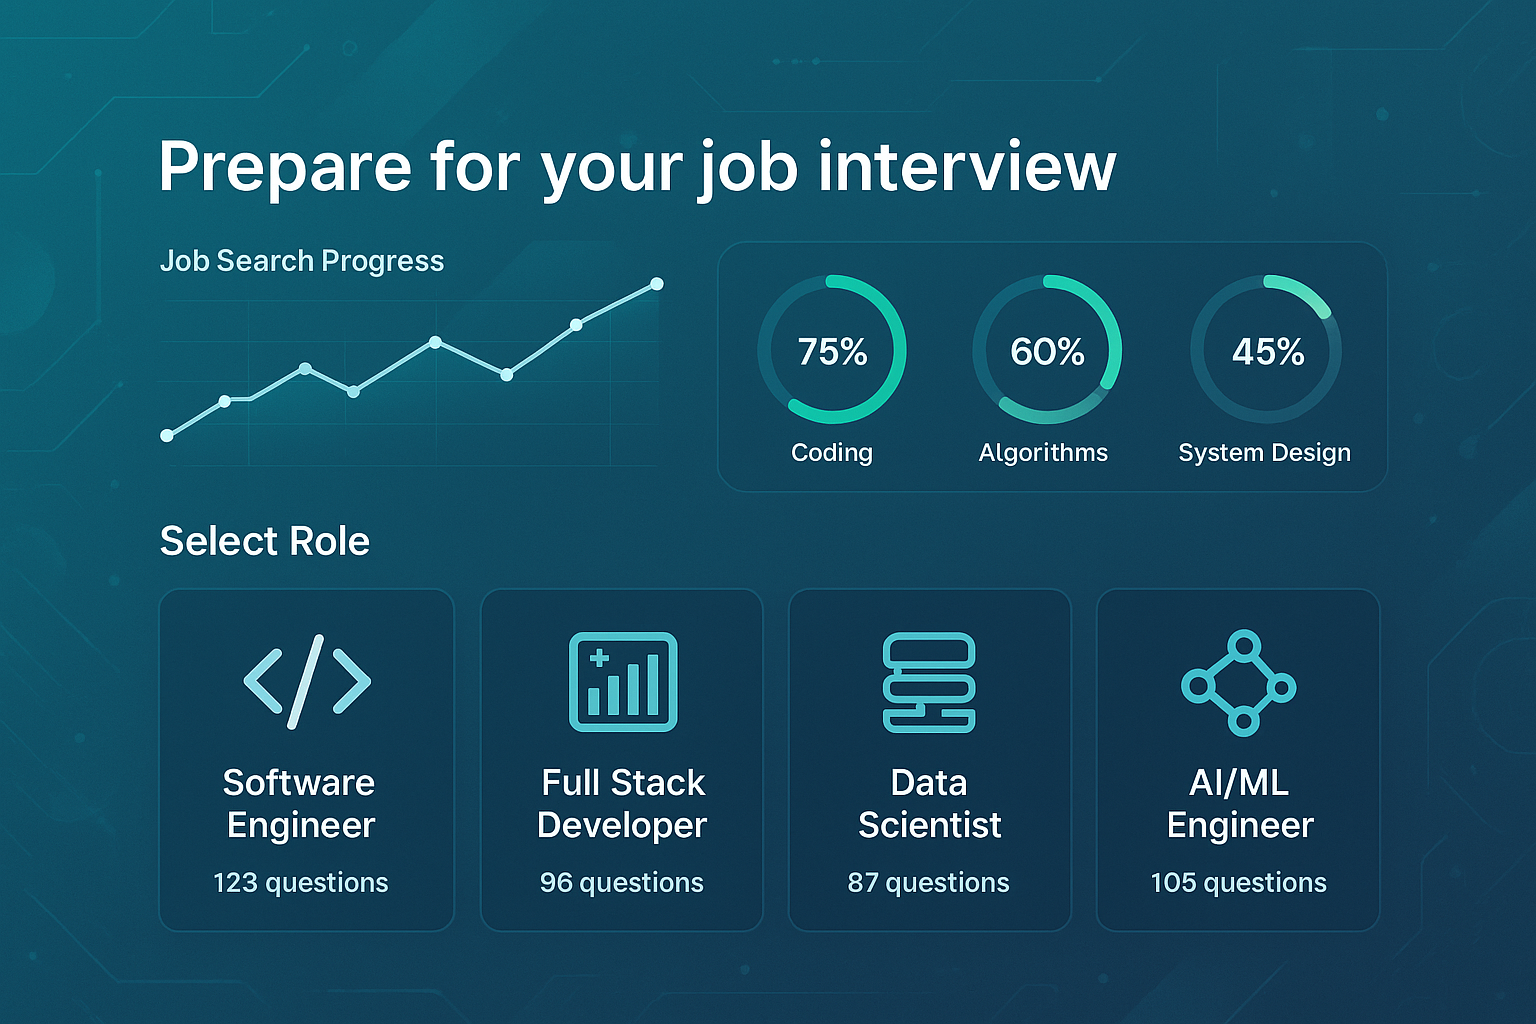 Prepare for your job interview
Job Search Progress
75%
60%
45%
Coding
Algorithms
System Design
Select Role
Software
Engineer
123 questions
Full Stack
Developer
96 questions
Data
Scientist
87 questions
AI/ML
Engineer
105 questions